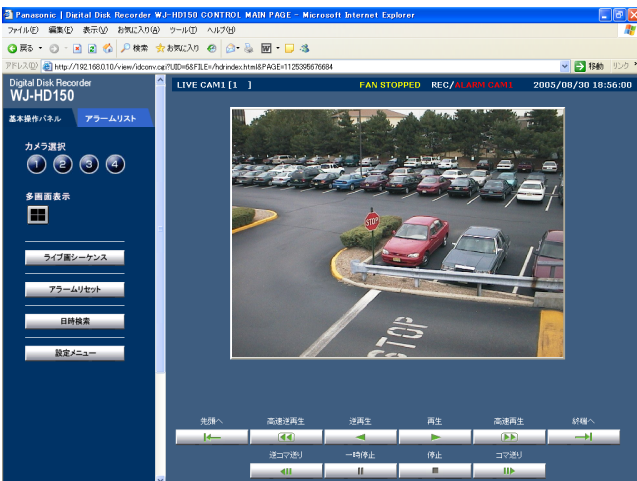 Panasonic | Digital Disk Recorder WJ-HD150 CONTROL MAIN PAGE - Microsoft Internet Explorer
ファイル(F) 編集(E) 表示(V) お気に入り(A) ツール(T) ヘルプ(H)
戻る 検索 お気に入り
アドレス(D) http://192.168.0.10/view/idconv.cgi?UID=6&FILE=/hdrindex.html&PAGE=1125395676684 移動 リンク
Digital Disk Recorder
WJ-HD150
LIVE CAM1 [1 ] FAN STOPPED REC/ALARM CAM1 2005/08/30 18:56:00
基本操作パネル アラームリスト
カメラ選択
1 2 3 4
多画面表示
ライブ画シーケンス
アラームリセット
日時検索
設定メニュー
STOP
STOP
先頭へ 高速逆再生 逆再生 再生 高速再生 終端へ
逆コマ送り 一時停止 停止 コマ送り